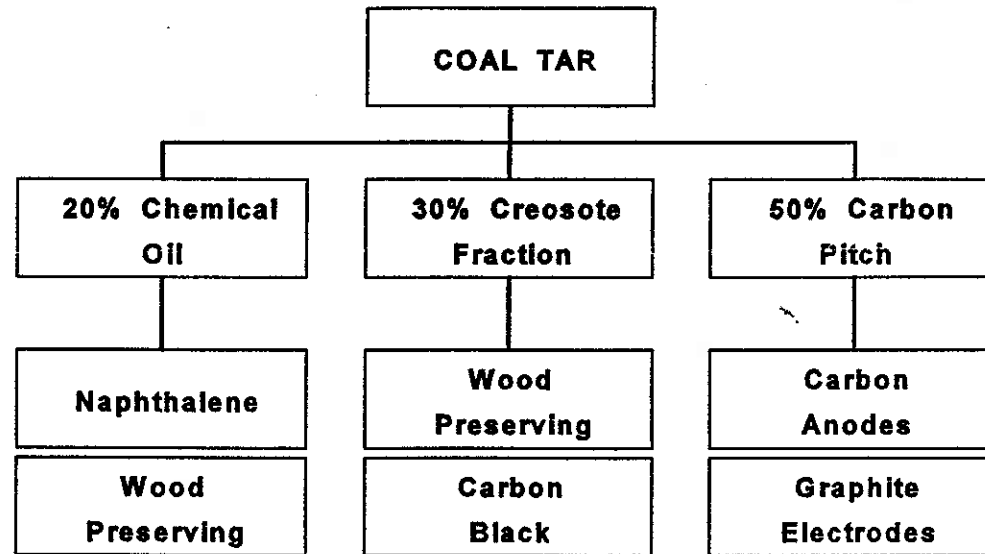 COAL TAR
20% Chemical
Oil
30% Creosote
Fraction
50% Carbon
Pitch
Naphthalene
Wood
Preserving
Carbon
Anodes
Wood
Preserving
Carbon
Black
Graphite
Electrodes